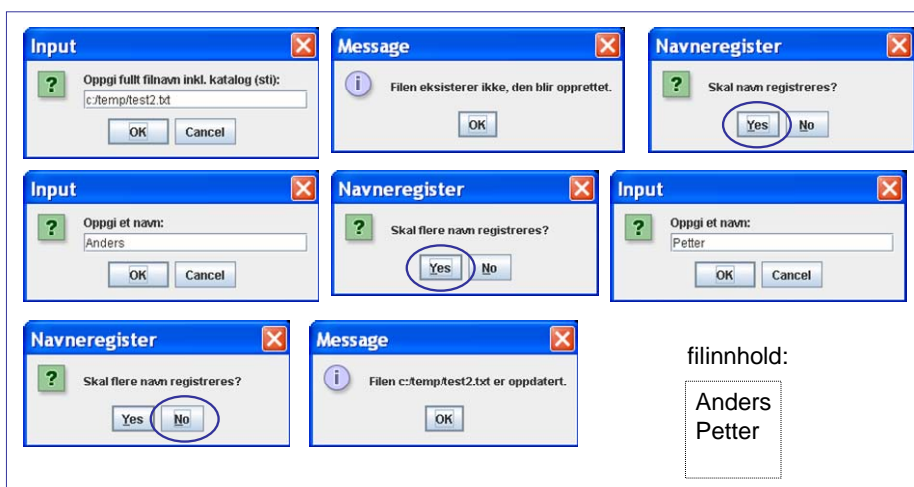 Input
Oppgi fullt filnavn inkl. katalog (sti):
c:/temp/test2.txt
OK Cancel
Message
Filen eksisterer ikke, den blir opprettet.
OK
Navneregister
Skal navn registreres?
Yes No
Input
Oppgi et navn:
Anders
OK Cancel
Navneregister
Skal flere navn registreres?
Yes No
Input
Oppgi et navn:
Petter
OK Cancel
Navneregister
Skal flere navn registreres?
Yes No
Message
Filen c:/temp/test2.txt er oppdatert.
OK
filinnhold:
Anders
Petter